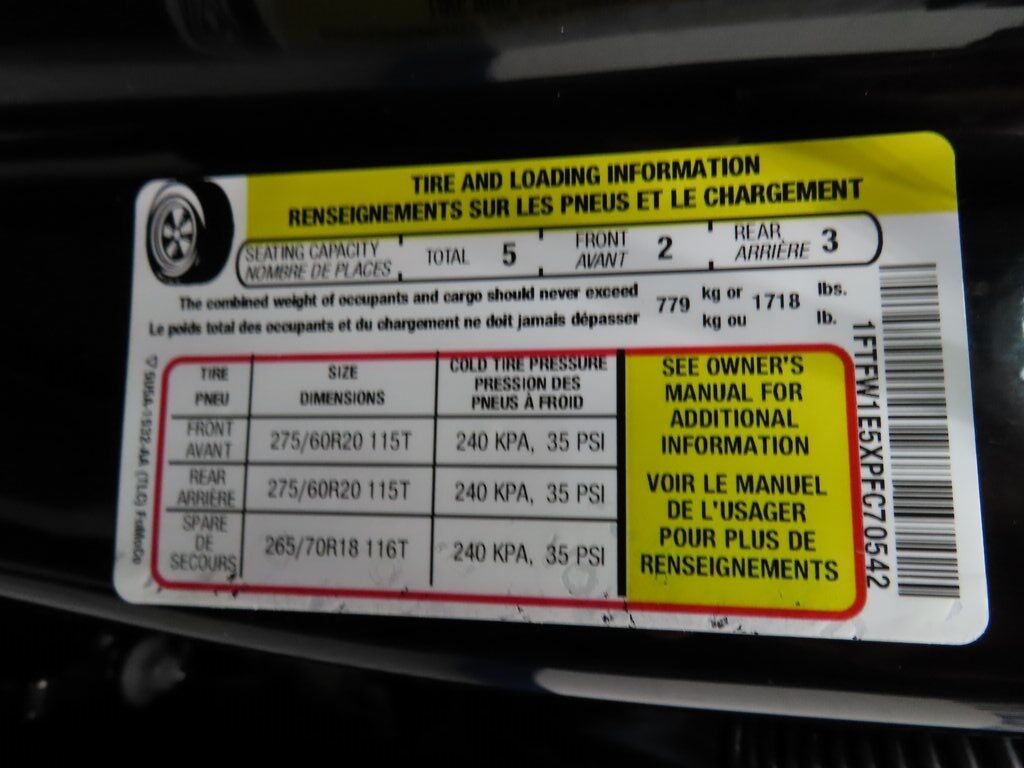 TIRE AND LOADING INFORMATION
RENSEIGNEMENTS SUR LES PNEUS ET LE CHARGEMENT
SEATING CAPACITY TOTAL 5 FRONT 2 REAR 3
NOMBRE DE PLACES AVANT ARRIÈRE
The combined weight of occupants and cargo should never exceed 779 kg or 1718 lbs.
Le poids total des occupants et du chargement ne doit jamais dépasser kg ou lb.
TIRE SIZE COLD TIRE PRESSURE
PNEU DIMENSIONS PRESSION DES
PNEUS À FROID
FRONT
AVANT 275/60R20 115T 240 KPA, 35 PSI
REAR
ARRIÈRE 275/60R20 115T 240 KPA, 35 PSI
SPARE
DE
SECOURS 265/70R18 116T 240 KPA, 35 PSI
SEE OWNER'S
MANUAL FOR
ADDITIONAL
INFORMATION
VOIR LE MANUEL
DE L'USAGER
POUR PLUS DE
RENSEIGNEMENTS
1FTFW1E5XPFC70542